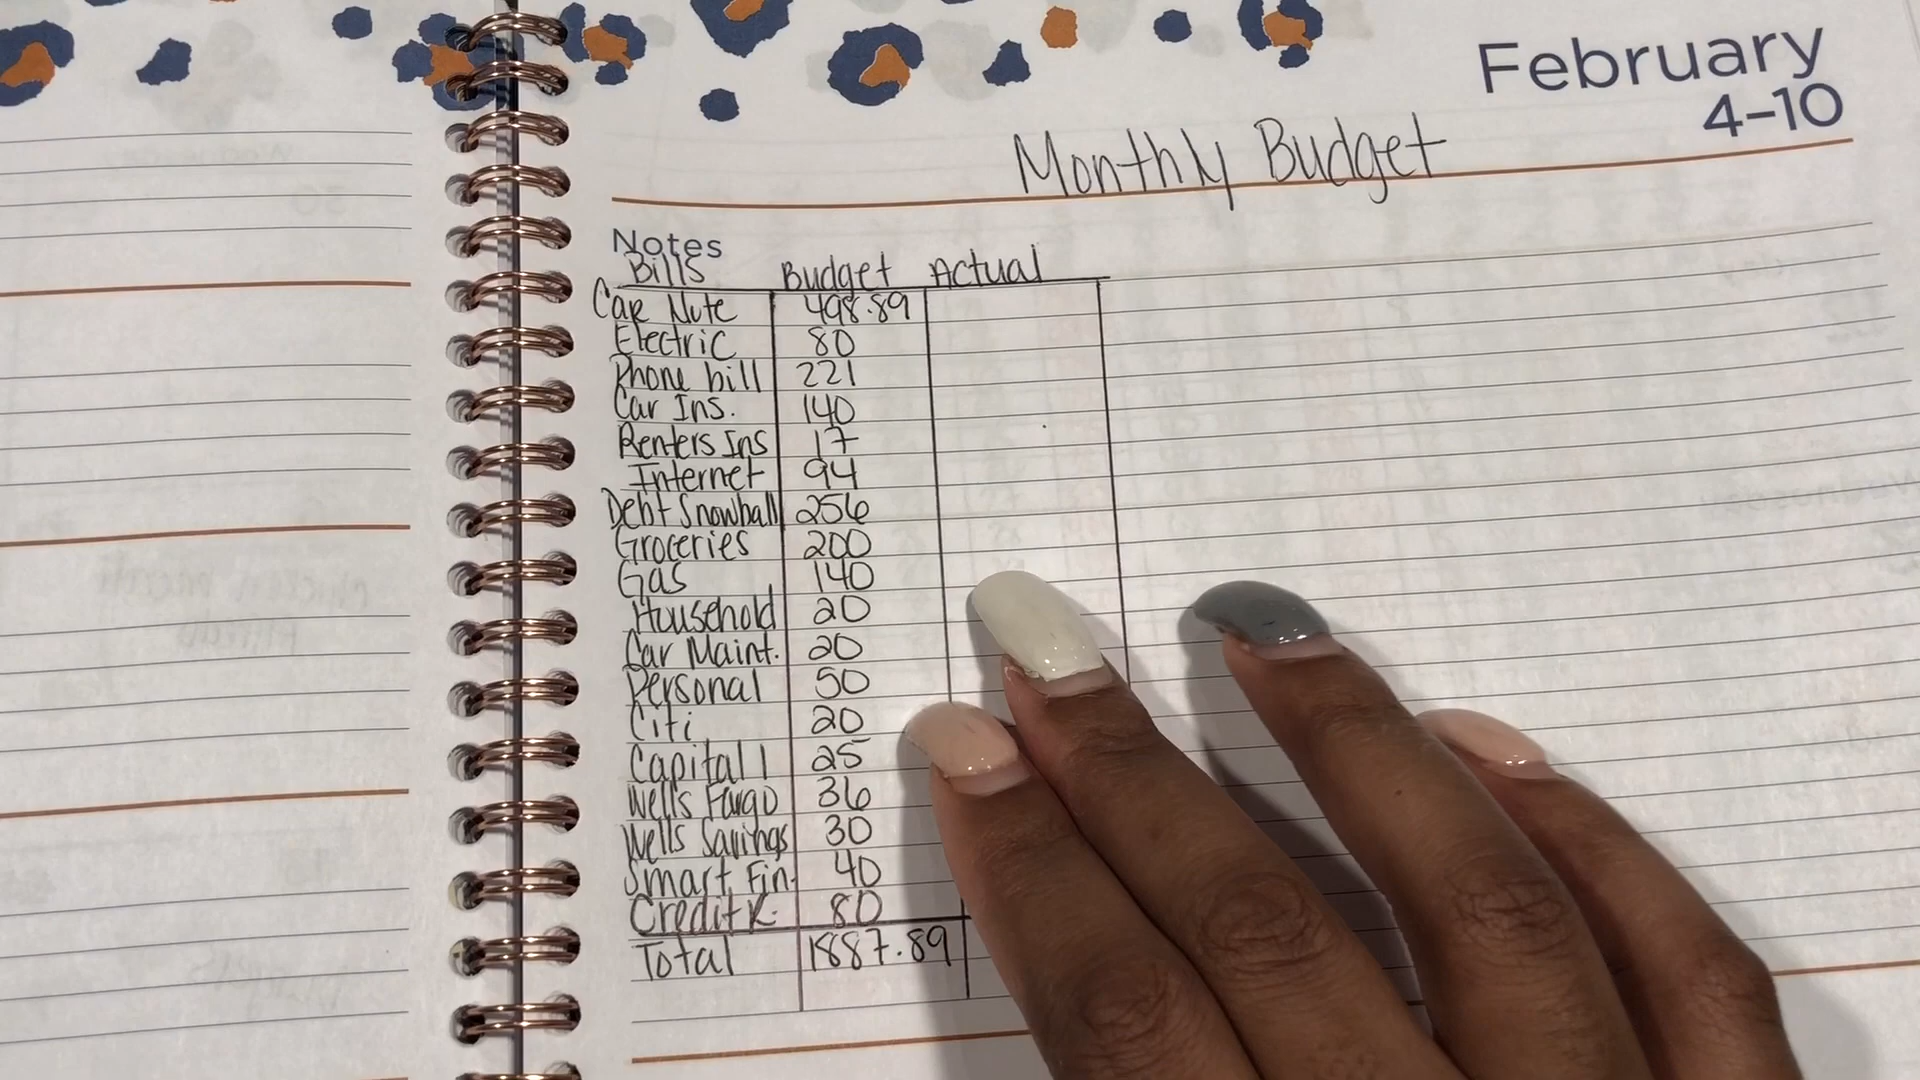 February
4-10
Monthly Budget
Notes
Bills Budget Actual
Car Note 498.89
Electric 80
Phone bill 221
Car Ins. 140
Renters Ins 17
Internet 94
Debt Snowball 256
Groceries 200
Gas 140
Household 20
Car Maint. 20
Personal 50
Citi 20
Capital 1 25
Wells Fargo 36
Wells Savings 30
Smart Fin. 40
Credit K. 80
Total 1887.89